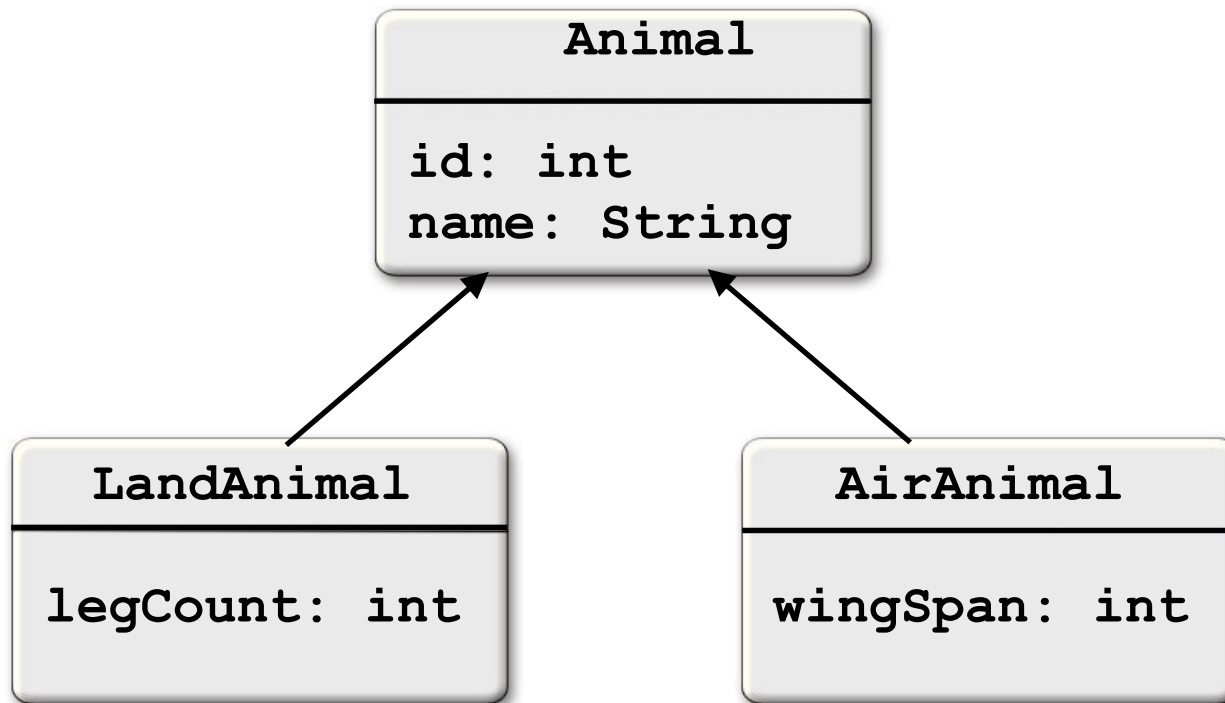 Animal
id: int
name: String
LandAnimal
legCount: int
AirAnimal
wingSpan: int